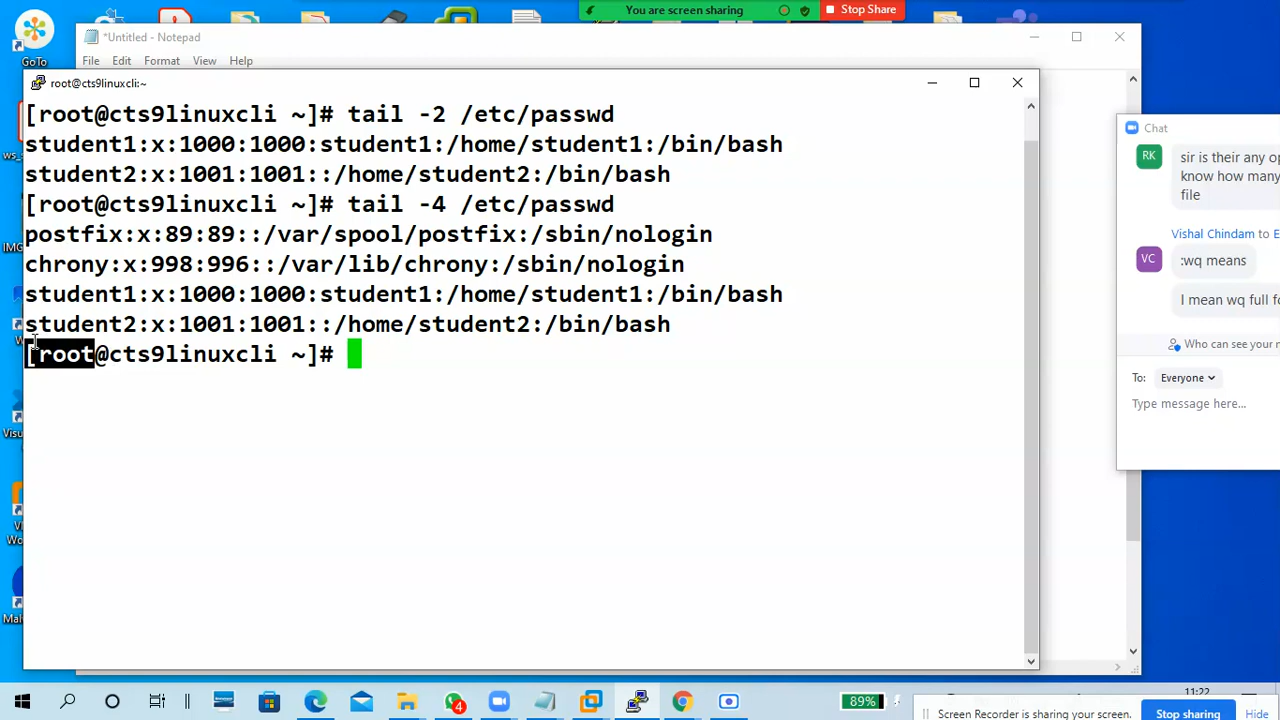 You are screen sharing
Stop Share
GoTo
*Untitled - Notepad
File Edit Format View Help
root@cts9linuxcli:~
[root@cts9linuxcli ~]# tail -2 /etc/passwd
student1:x:1000:1000:student1:/home/student1:/bin/bash
student2:x:1001:1001::/home/student2:/bin/bash
[root@cts9linuxcli ~]# tail -4 /etc/passwd
postfix:x:89:89::/var/spool/postfix:/sbin/nologin
chrony:x:998:996::/var/lib/chrony:/sbin/nologin
student1:x:1000:1000:student1:/home/student1:/bin/bash
student2:x:1001:1001::/home/student2:/bin/bash
[root@cts9linuxcli ~]#
Chat
RK
sir is their any op
know how many
file
Vishal Chindam to E
VC
:wq means
I mean wq full fo
Who can see your
To: Everyone
Type message here...
4
89%
11:22
Screen Recorder is sharing your screen.
Stop sharing
Hide